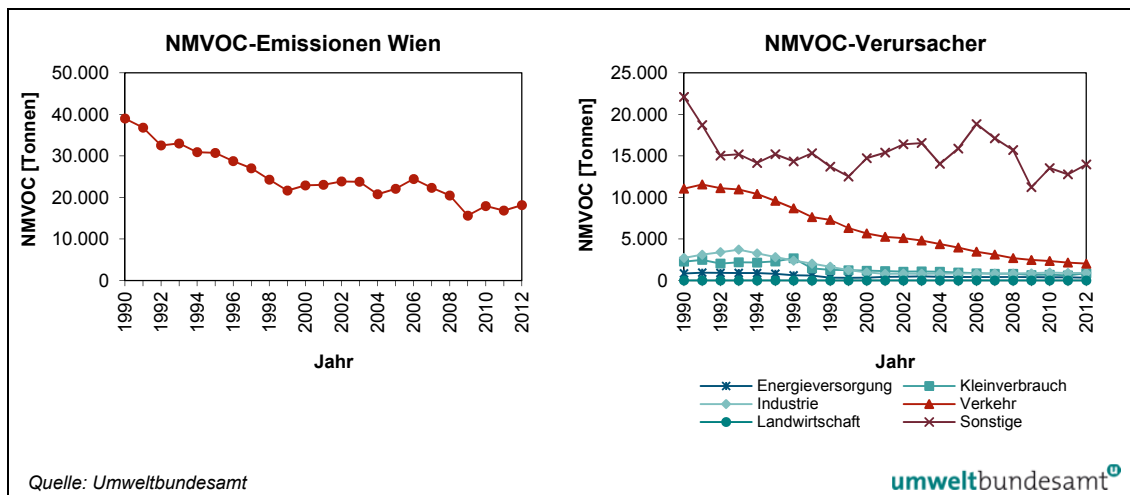 NMVOC-Emissionen Wien
NMVOC [Tonnen]
50.000
40.000
30.000
20.000
10.000
0
1990
1992
1994
1996
1998
2000
2002
2004
2006
2008
2010
2012
Jahr
NMVOC-Verursacher
NMVOC [Tonnen]
25.000
20.000
15.000
10.000
5.000
0
1990
1992
1994
1996
1998
2000
2002
2004
2006
2008
2010
2012
Jahr
Energieversorgung
Kleinverbrauch
Industrie
Verkehr
Landwirtschaft
Sonstige
Quelle: Umweltbundesamt
umweltbundesamt u